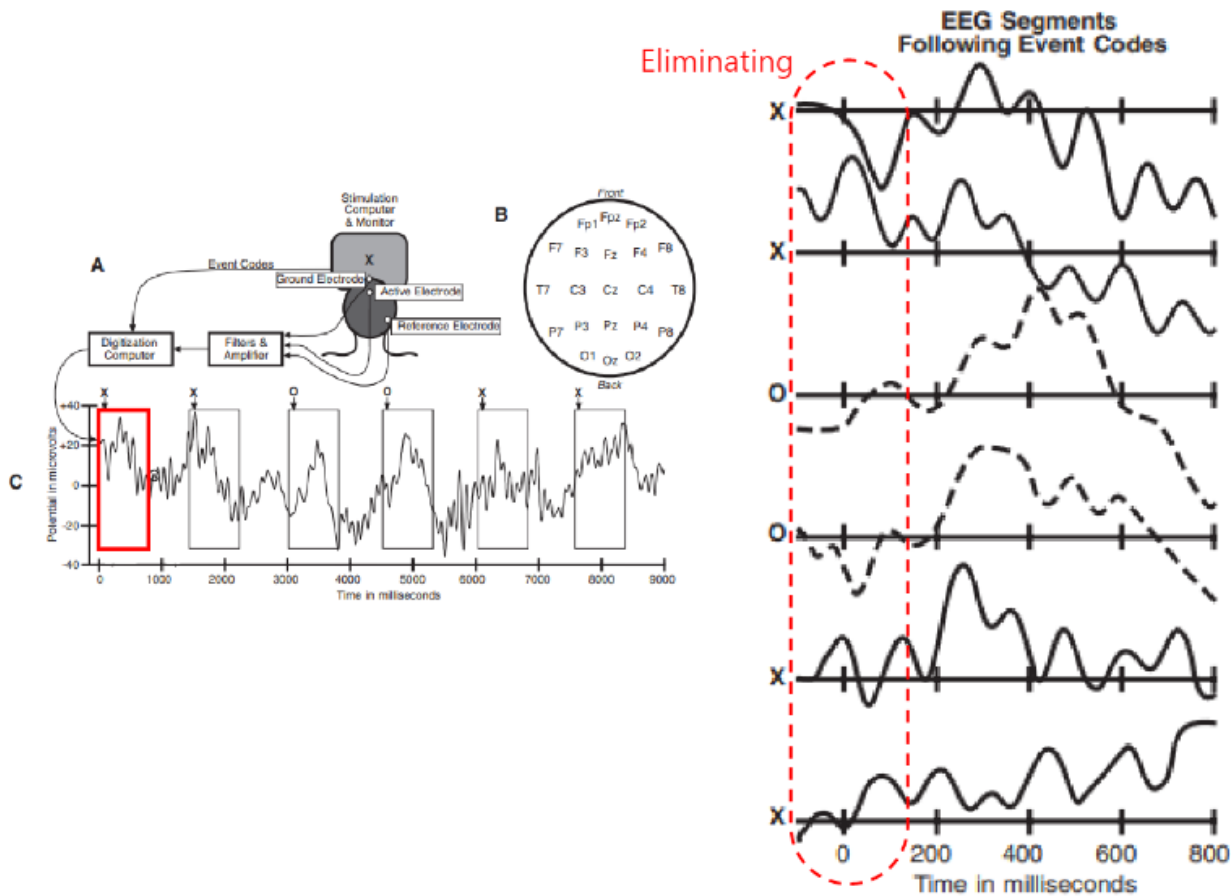 EEG Segments
Following Event Codes
Eliminating
X
X
O
O
X
X
0 200 400 600 800
Time in milliseconds
A
Stimulation
Computer
& Monitor
X
Event Codes
Ground Electrode
Active Electrode
Reference Electrode
Digitization
Computer
Filters &
Amplifier
B
Front
Fp1 Fpz Fp2
F7 F3 Fz F4 F8
T7 C3 Cz C4 T8
P7 P3 Pz P4 P8
O1 Oz O2
Back
C
X X O O X X
Potential in microvolts
+40
+20
0
-20
-40
0 1000 2000 3000 4000 5000 6000 7000 8000 9000
Time in milliseconds